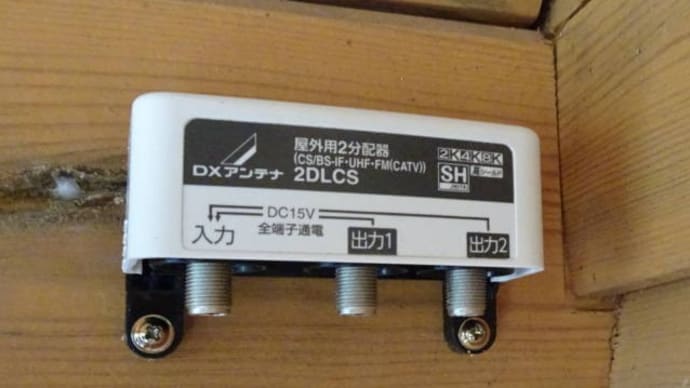 屋外用2分配器
(CS/BS-IF・UHF・FM(CATV))
DXアンテナ 2DLCS
2K4K8K
SH
DC15V
全端子通電
入力 出力1 出力2